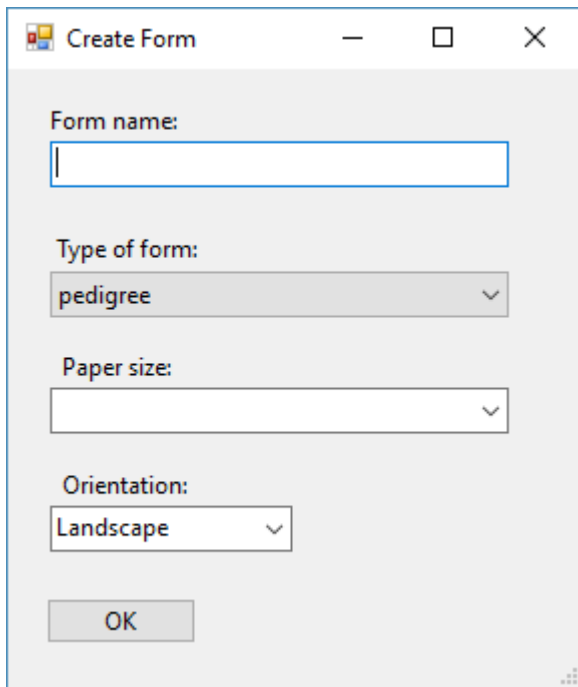 Create Form
Form name:
Type of form:
pedigree
Paper size:
Orientation:
Landscape
OK